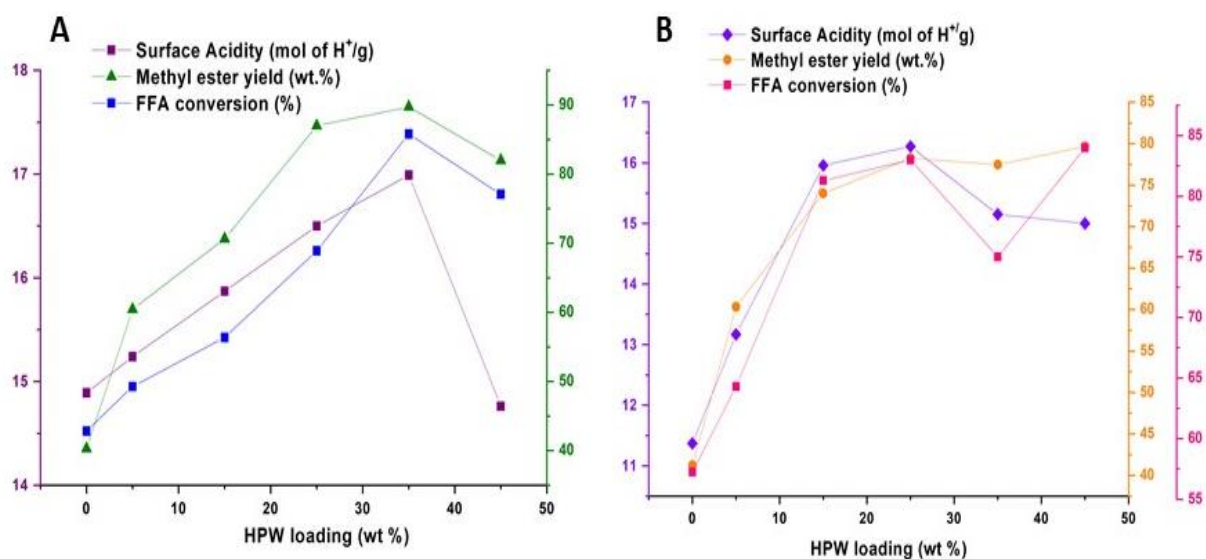 A
Surface Acidity (mol of H⁺/g)
Methyl ester yield (wt.%)
FFA conversion (%)
18
17
16
15
14
90
80
70
60
50
40
0 10 20 30 40 50
HPW loading (wt %)
B
Surface Acidity (mol of H⁺/g)
Methyl ester yield (wt.%)
FFA conversion (%)
17
16
15
14
13
12
11
85
80
75
70
65
60
55
50
45
40
85
80
75
70
65
60
55
0 10 20 30 40 50
HPW loading (wt %)